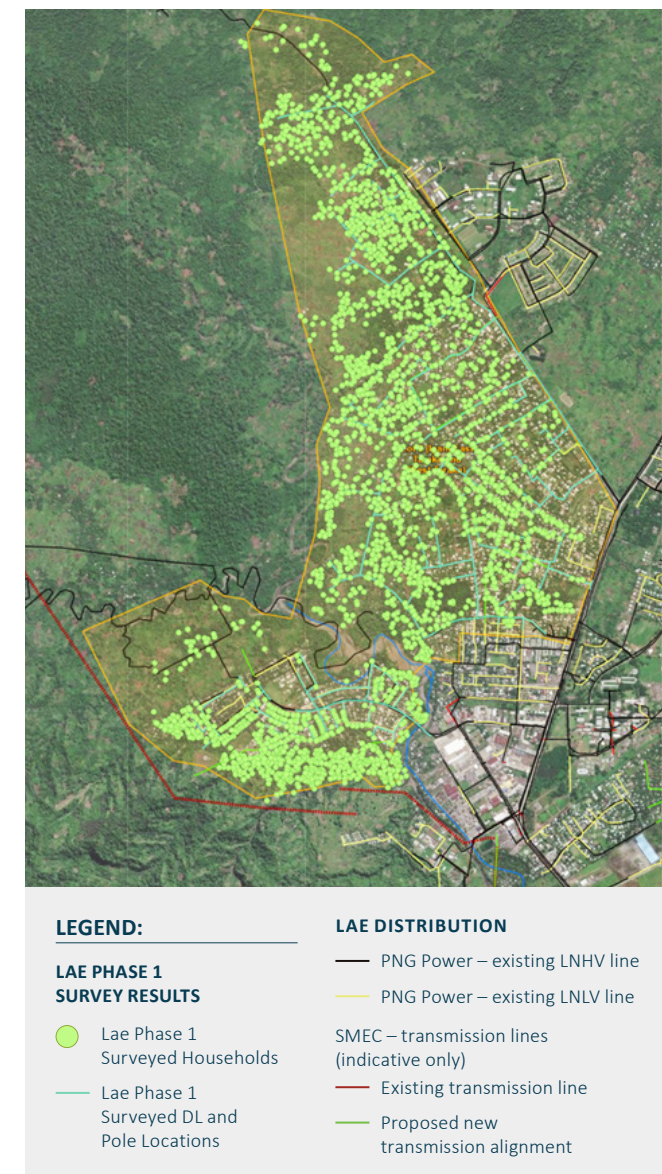 LEGEND:
LAE PHASE 1
SURVEY RESULTS
Lae Phase 1
Surveyed Households
Lae Phase 1
Surveyed DL and
Pole Locations
LAE DISTRIBUTION
PNG Power – existing LNHV line
PNG Power – existing LNLV line
SMEC – transmission lines
(indicative only)
Existing transmission line
Proposed new
transmission alignment